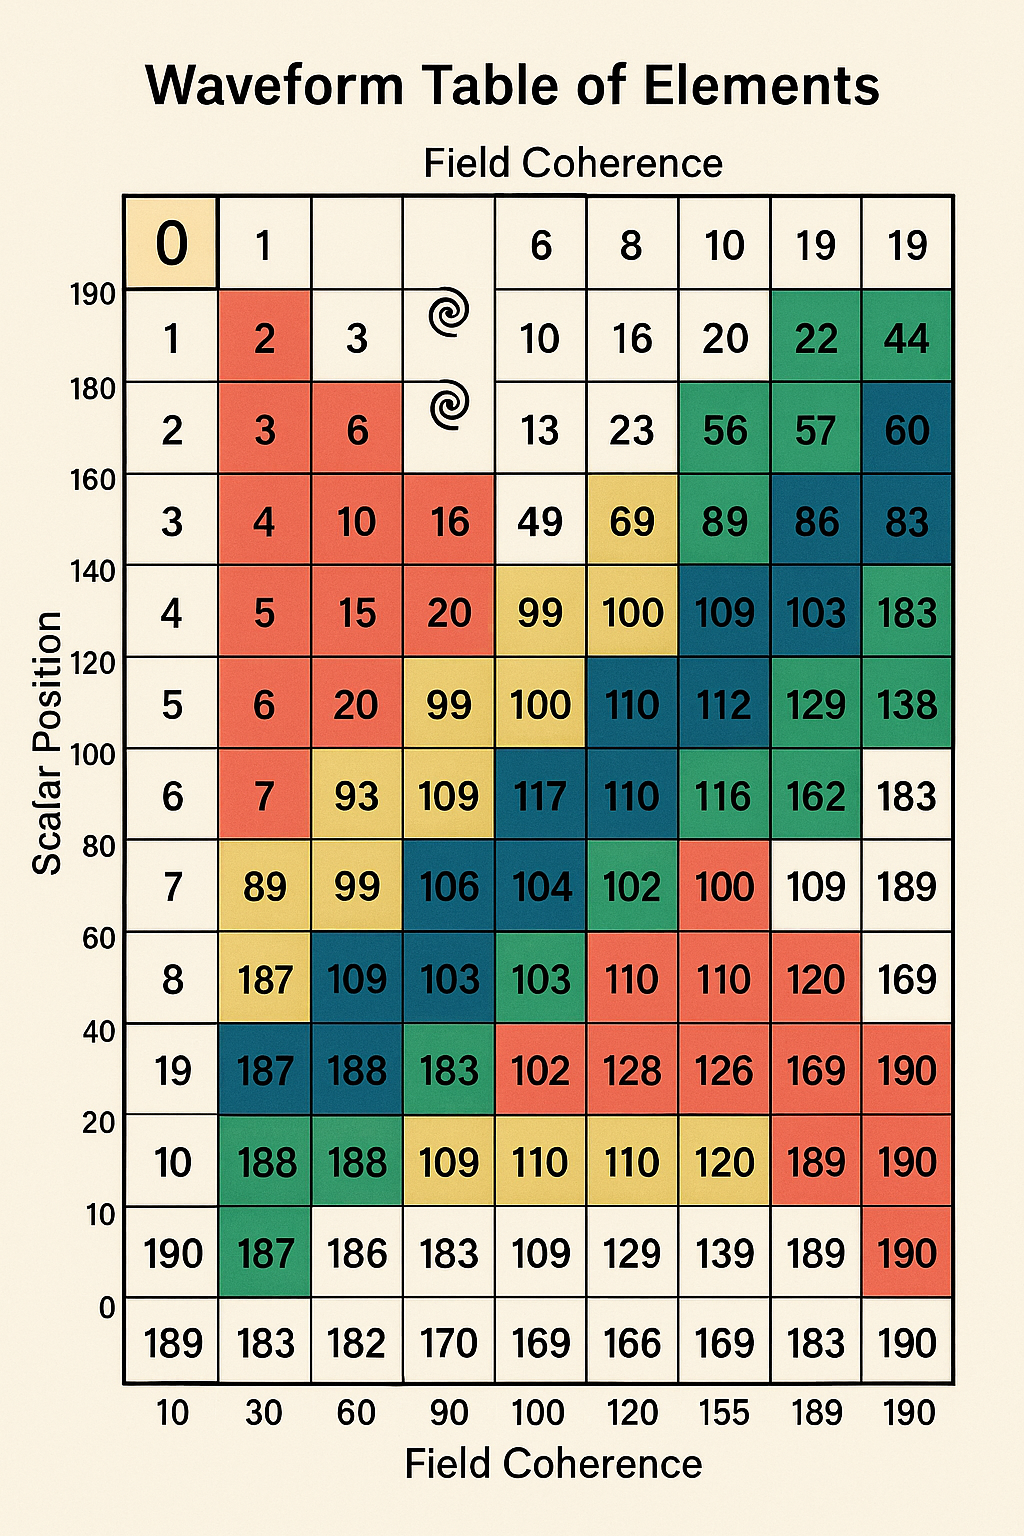 Waveform Table of Elements
Field Coherence
0 1 6 8 10 19 19
190
1 2 3 10 16 20 22 44
180
2 3 6 13 23 56 57 60
160
3 4 10 16 49 69 89 86 83
140
4 5 15 20 99 100 109 103 183
120
5 6 20 99 100 110 112 129 138
100
6 7 93 109 117 110 116 162 183
80
7 89 99 106 104 102 100 109 189
60
8 187 109 103 103 110 110 120 169
40
19 187 188 183 102 128 126 169 190
20
10 188 188 109 110 110 120 189 190
10
190 187 186 183 109 129 139 189 190
0
189 183 182 170 169 166 169 183 190
10 30 60 90 100 120 155 189 190
Field Coherence
Scalar Position